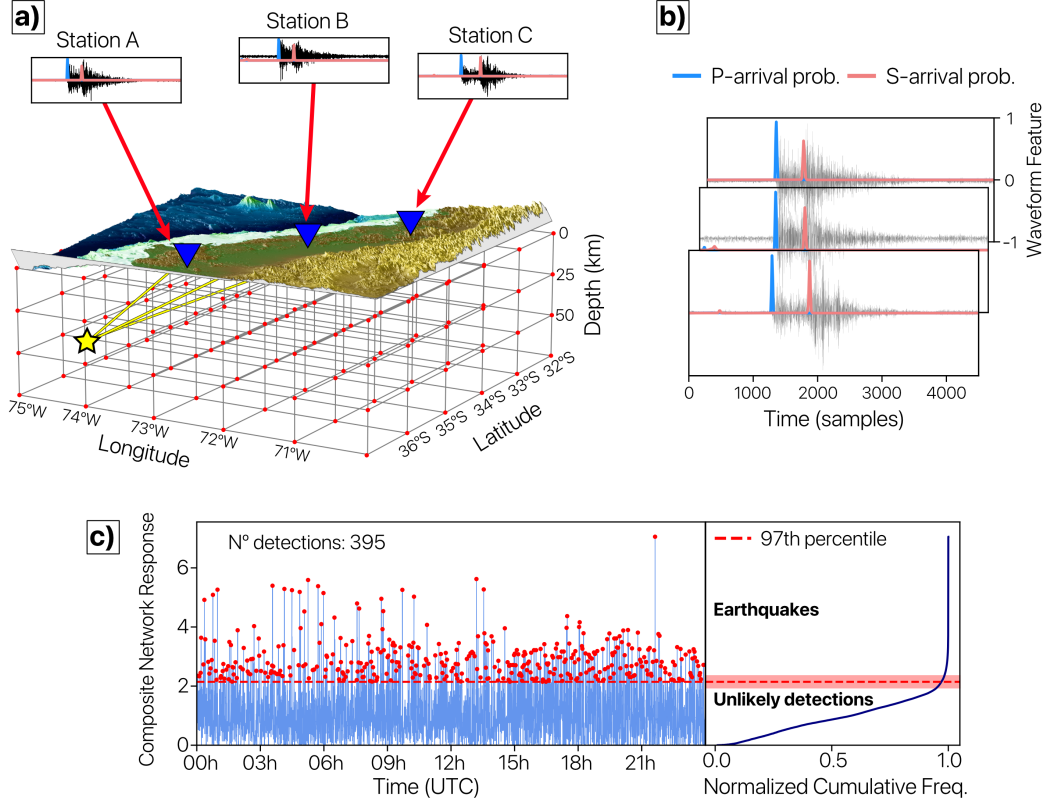 a)
Station A
Station B
Station C
0
25
50
Depth (km)
75°W
74°W
73°W
72°W
71°W
Longitude
36°S
35°S
34°S
33°S
32°S
Latitude
b)
P-arrival prob.
S-arrival prob.
1
0
-1
Waveform Feature
0
1000
2000
3000
4000
Time (samples)
c)
Composite Network Response
N° detections: 395
6
4
2
0
00h
03h
06h
09h
12h
15h
18h
21h
Time (UTC)
97th percentile
Earthquakes
Unlikely detections
0.0
0.5
1.0
Normalized Cumulative Freq.